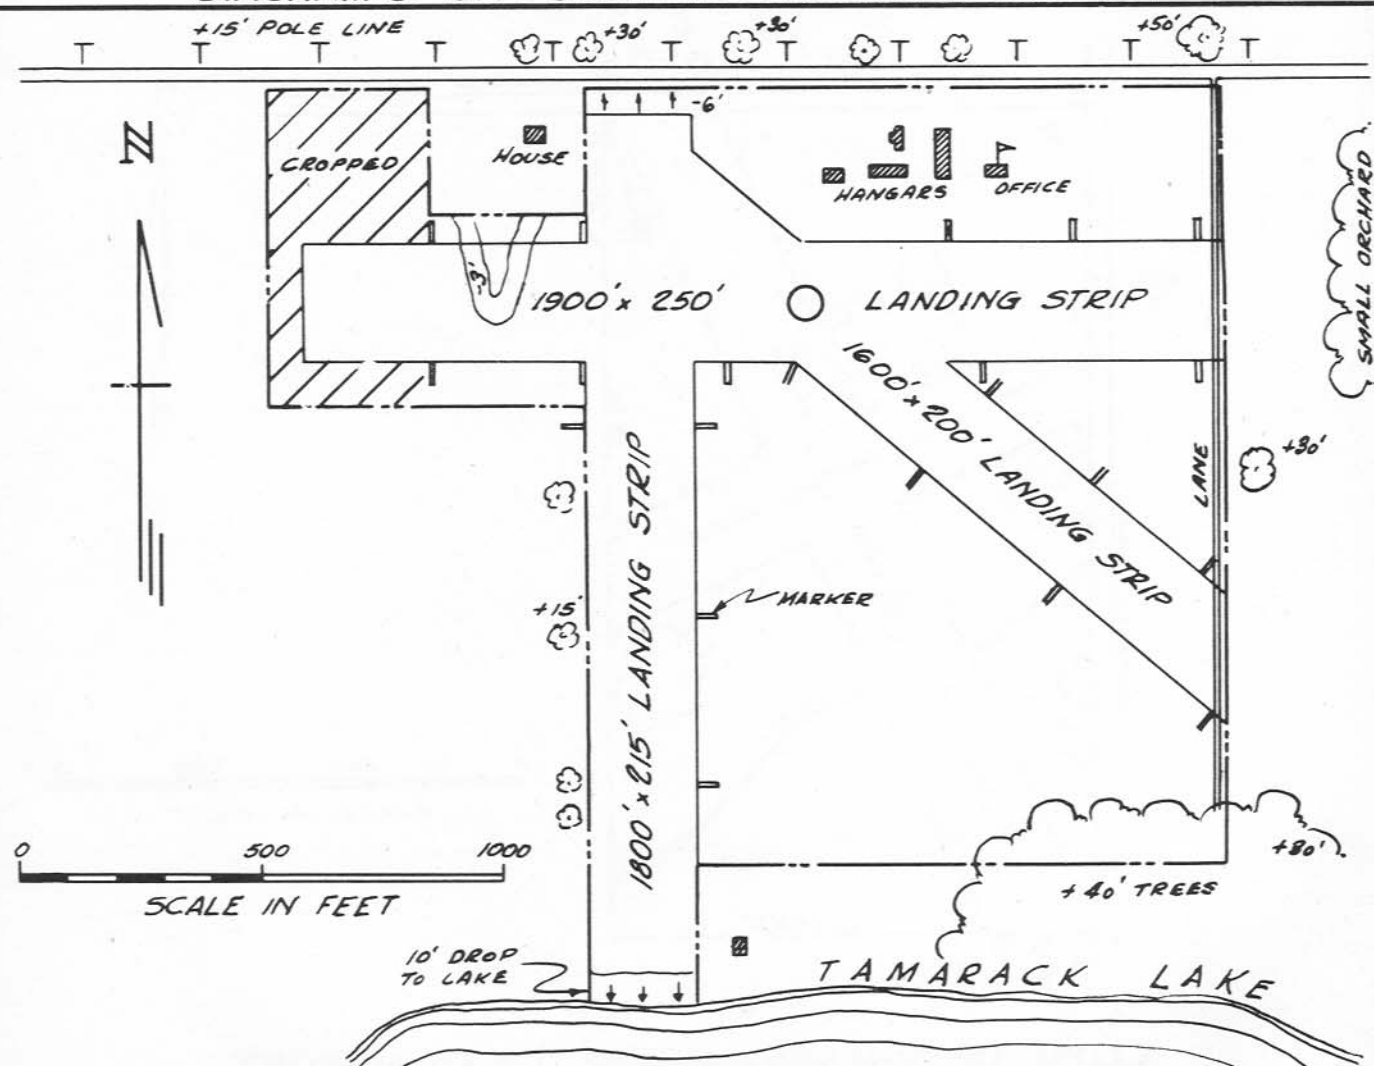 +15' POLE LINE
+30'
+30'
+50'
N
-6'
CROPPED
HOUSE
HANGARS
OFFICE
SMALL ORCHARD
-3'
1900' x 250' LANDING STRIP
1600' x 200' LANDING STRIP
LANE
+30'
1800' x 215' LANDING STRIP
+15'
MARKER
0 500 1000
SCALE IN FEET
+80'
+40' TREES
10' DROP
TO LAKE
TAMARACK LAKE